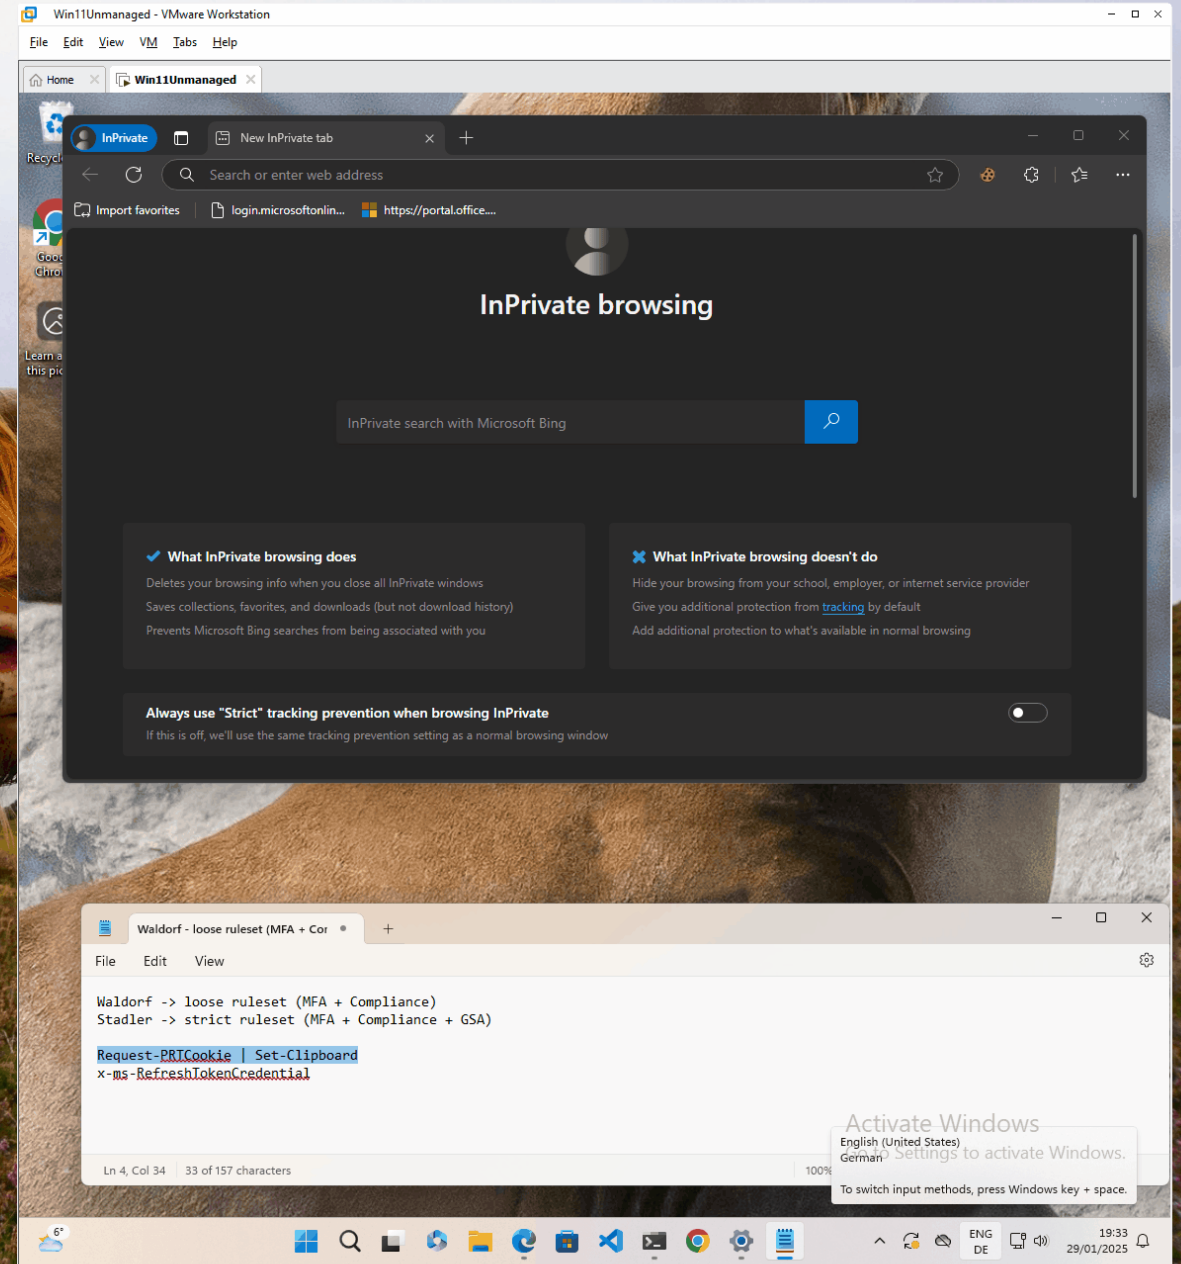 Win11Unmanaged - VMware Workstation
File Edit View VM Tabs Help
Home Win11Unmanaged
InPrivate New InPrivate tab
Search or enter web address
Import favorites login.microsoftonlin... https://portal.office....
InPrivate browsing
InPrivate search with Microsoft Bing
What InPrivate browsing does
Deletes your browsing info when you close all InPrivate windows
Saves collections, favorites, and downloads (but not download history)
Prevents Microsoft Bing searches from being associated with you
What InPrivate browsing doesn't do
Hide your browsing from your school, employer, or internet service provider
Give you additional protection from tracking by default
Add additional protection to what's available in normal browsing
Always use "Strict" tracking prevention when browsing InPrivate
If this is off, we'll use the same tracking prevention setting as a normal browsing window
Recycl
Goo
Chro
Learn a
this pi
Waldorf - loose ruleset (MFA + Cor
File Edit View
Waldorf -> loose ruleset (MFA + Compliance)
Stadler -> strict ruleset (MFA + Compliance + GSA)
Request-PRTCookie | Set-Clipboard
x-ms-RefreshTokenCredential
Ln 4, Col 34 33 of 157 characters 100%
Activate Windows
Go to Settings to activate Windows.
English (United States)
German
To switch input methods, press Windows key + space.
6°
ENG
DE
19:33
29/01/2025